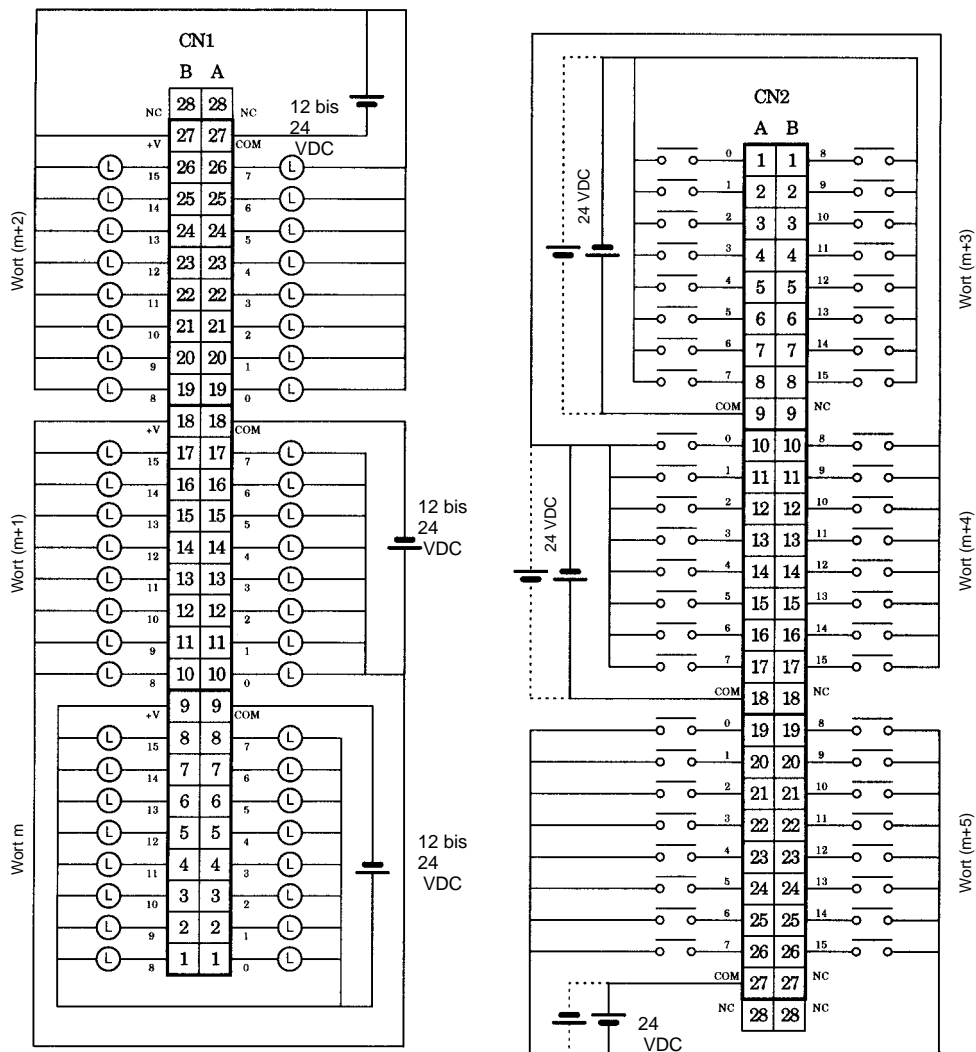 CN1
B A
NC 28 28 NC
+V 27 27 COM
15 L 26 26 7 L
14 L 25 25 6 L
13 L 24 24 5 L
12 L 23 23 4 L
11 L 22 22 3 L
10 L 21 21 2 L
9 L 20 20 1 L
8 L 19 19 0 L
Wort (m+2)
12 bis
24
VDC
+V 18 18 COM
15 L 17 17 7 L
14 L 16 16 6 L
13 L 15 15 5 L
12 L 14 14 4 L
11 L 13 13 3 L
10 L 12 12 2 L
9 L 11 11 1 L
8 L 10 10 0 L
Wort (m+1)
12 bis
24
VDC
+V 9 9 COM
15 L 8 8 7 L
14 L 7 7 6 L
13 L 6 6 5 L
12 L 5 5 4 L
11 L 4 4 3 L
10 L 3 3 2 L
9 L 2 2 1 L
8 L 1 1 0 L
Wort m
12 bis
24
VDC
CN2
A B
0 1 1 8
1 2 2 9
2 3 3 10
3 4 4 11
4 5 5 12
5 6 6 13
6 7 7 14
7 8 8 15
COM 9 9 NC
24 VDC
Wort (m+3)
0 10 10 8
1 11 11 9
2 12 12 10
3 13 13 11
4 14 14 12
5 15 15 13
6 16 16 14
7 17 17 15
COM 18 18 NC
24 VDC
Wort (m+4)
0 19 19 8
1 20 20 9
2 21 21 10
3 22 22 11
4 23 23 12
5 24 24 13
6 25 25 14
7 26 26 15
COM 27 27 NC
NC 28 28 NC
Wort (m+5)
24
VDC